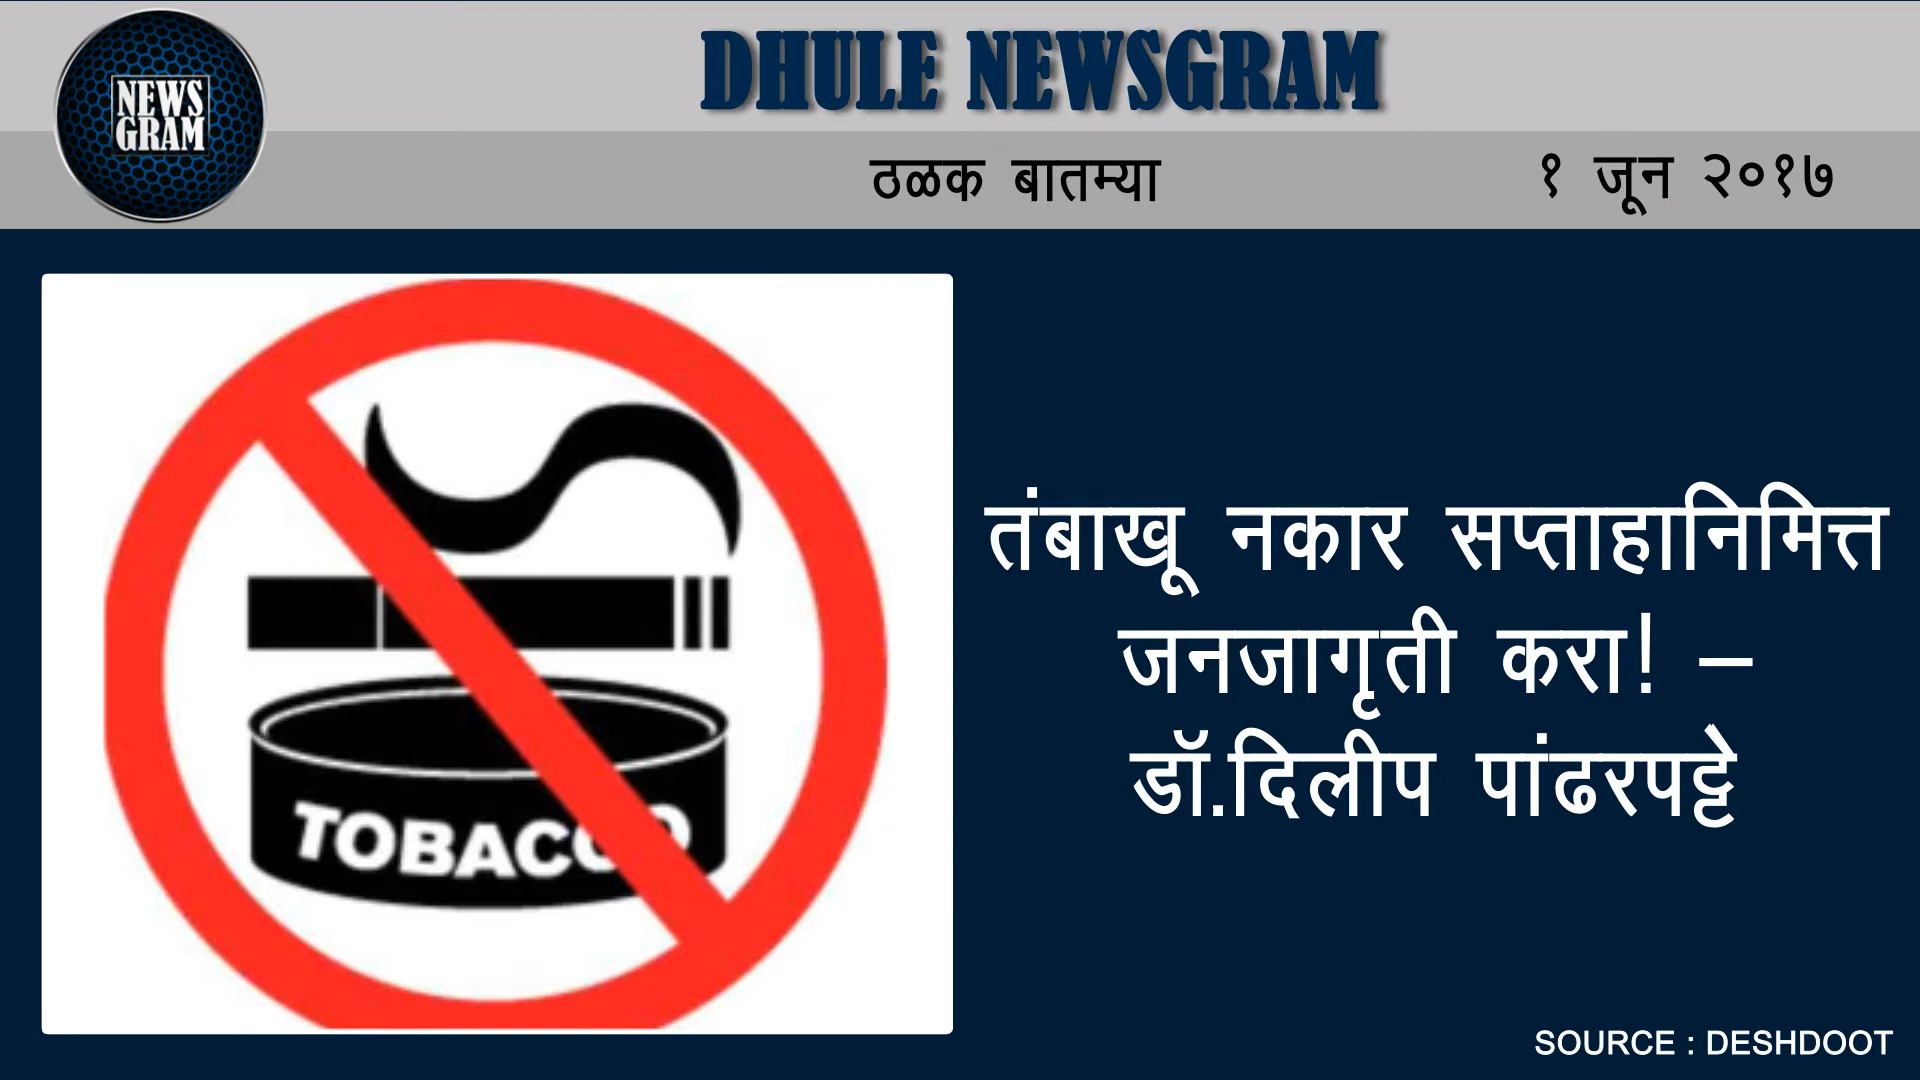 NEWS
GRAM
DHULE NEWSGRAM
ठळक बातम्या
१ जून २०१७
TOBACCO
तंबाखू नकार सप्ताहानिमित्त
जनजागृती करा! –
डॉ.दिलीप पांढरपट्टे
SOURCE : DESHDOOT